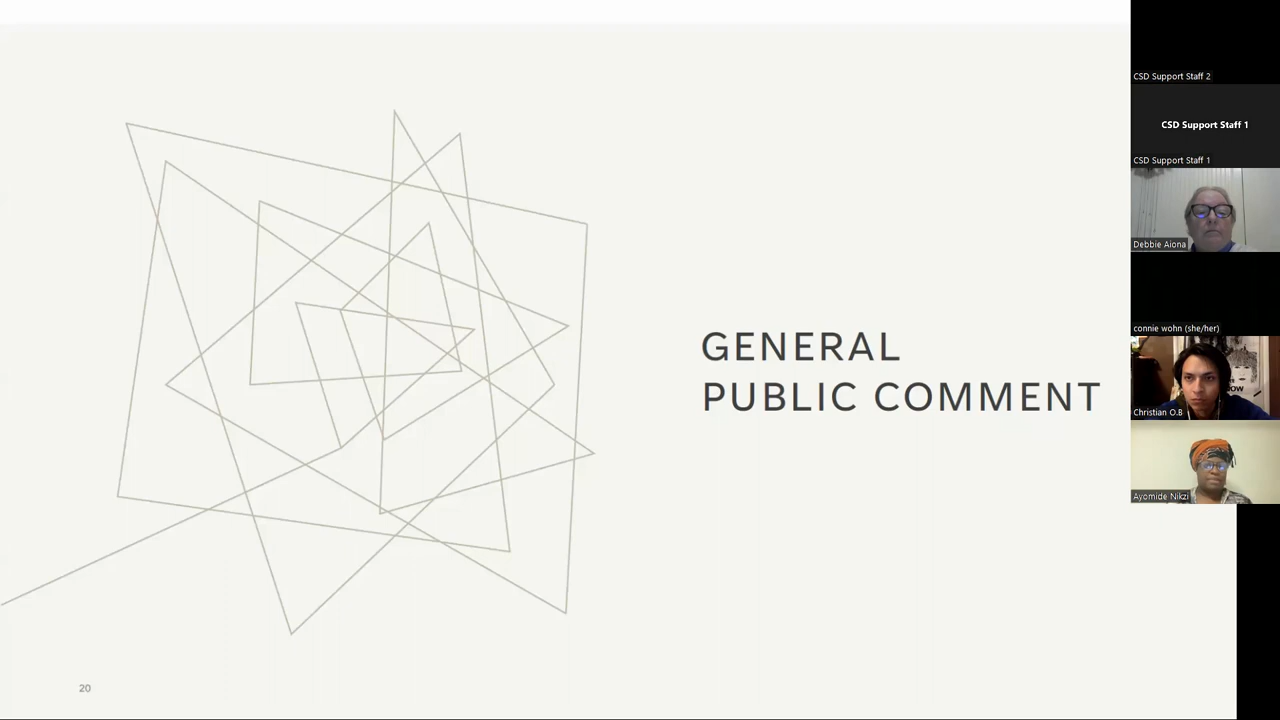 GENERAL
PUBLIC COMMENT
20
CSD Support Staff 2
CSD Support Staff 1
CSD Support Staff 1
Debbie Aiona
connie wohn (she/her)
Christian O.B
Ayomide Nikzi